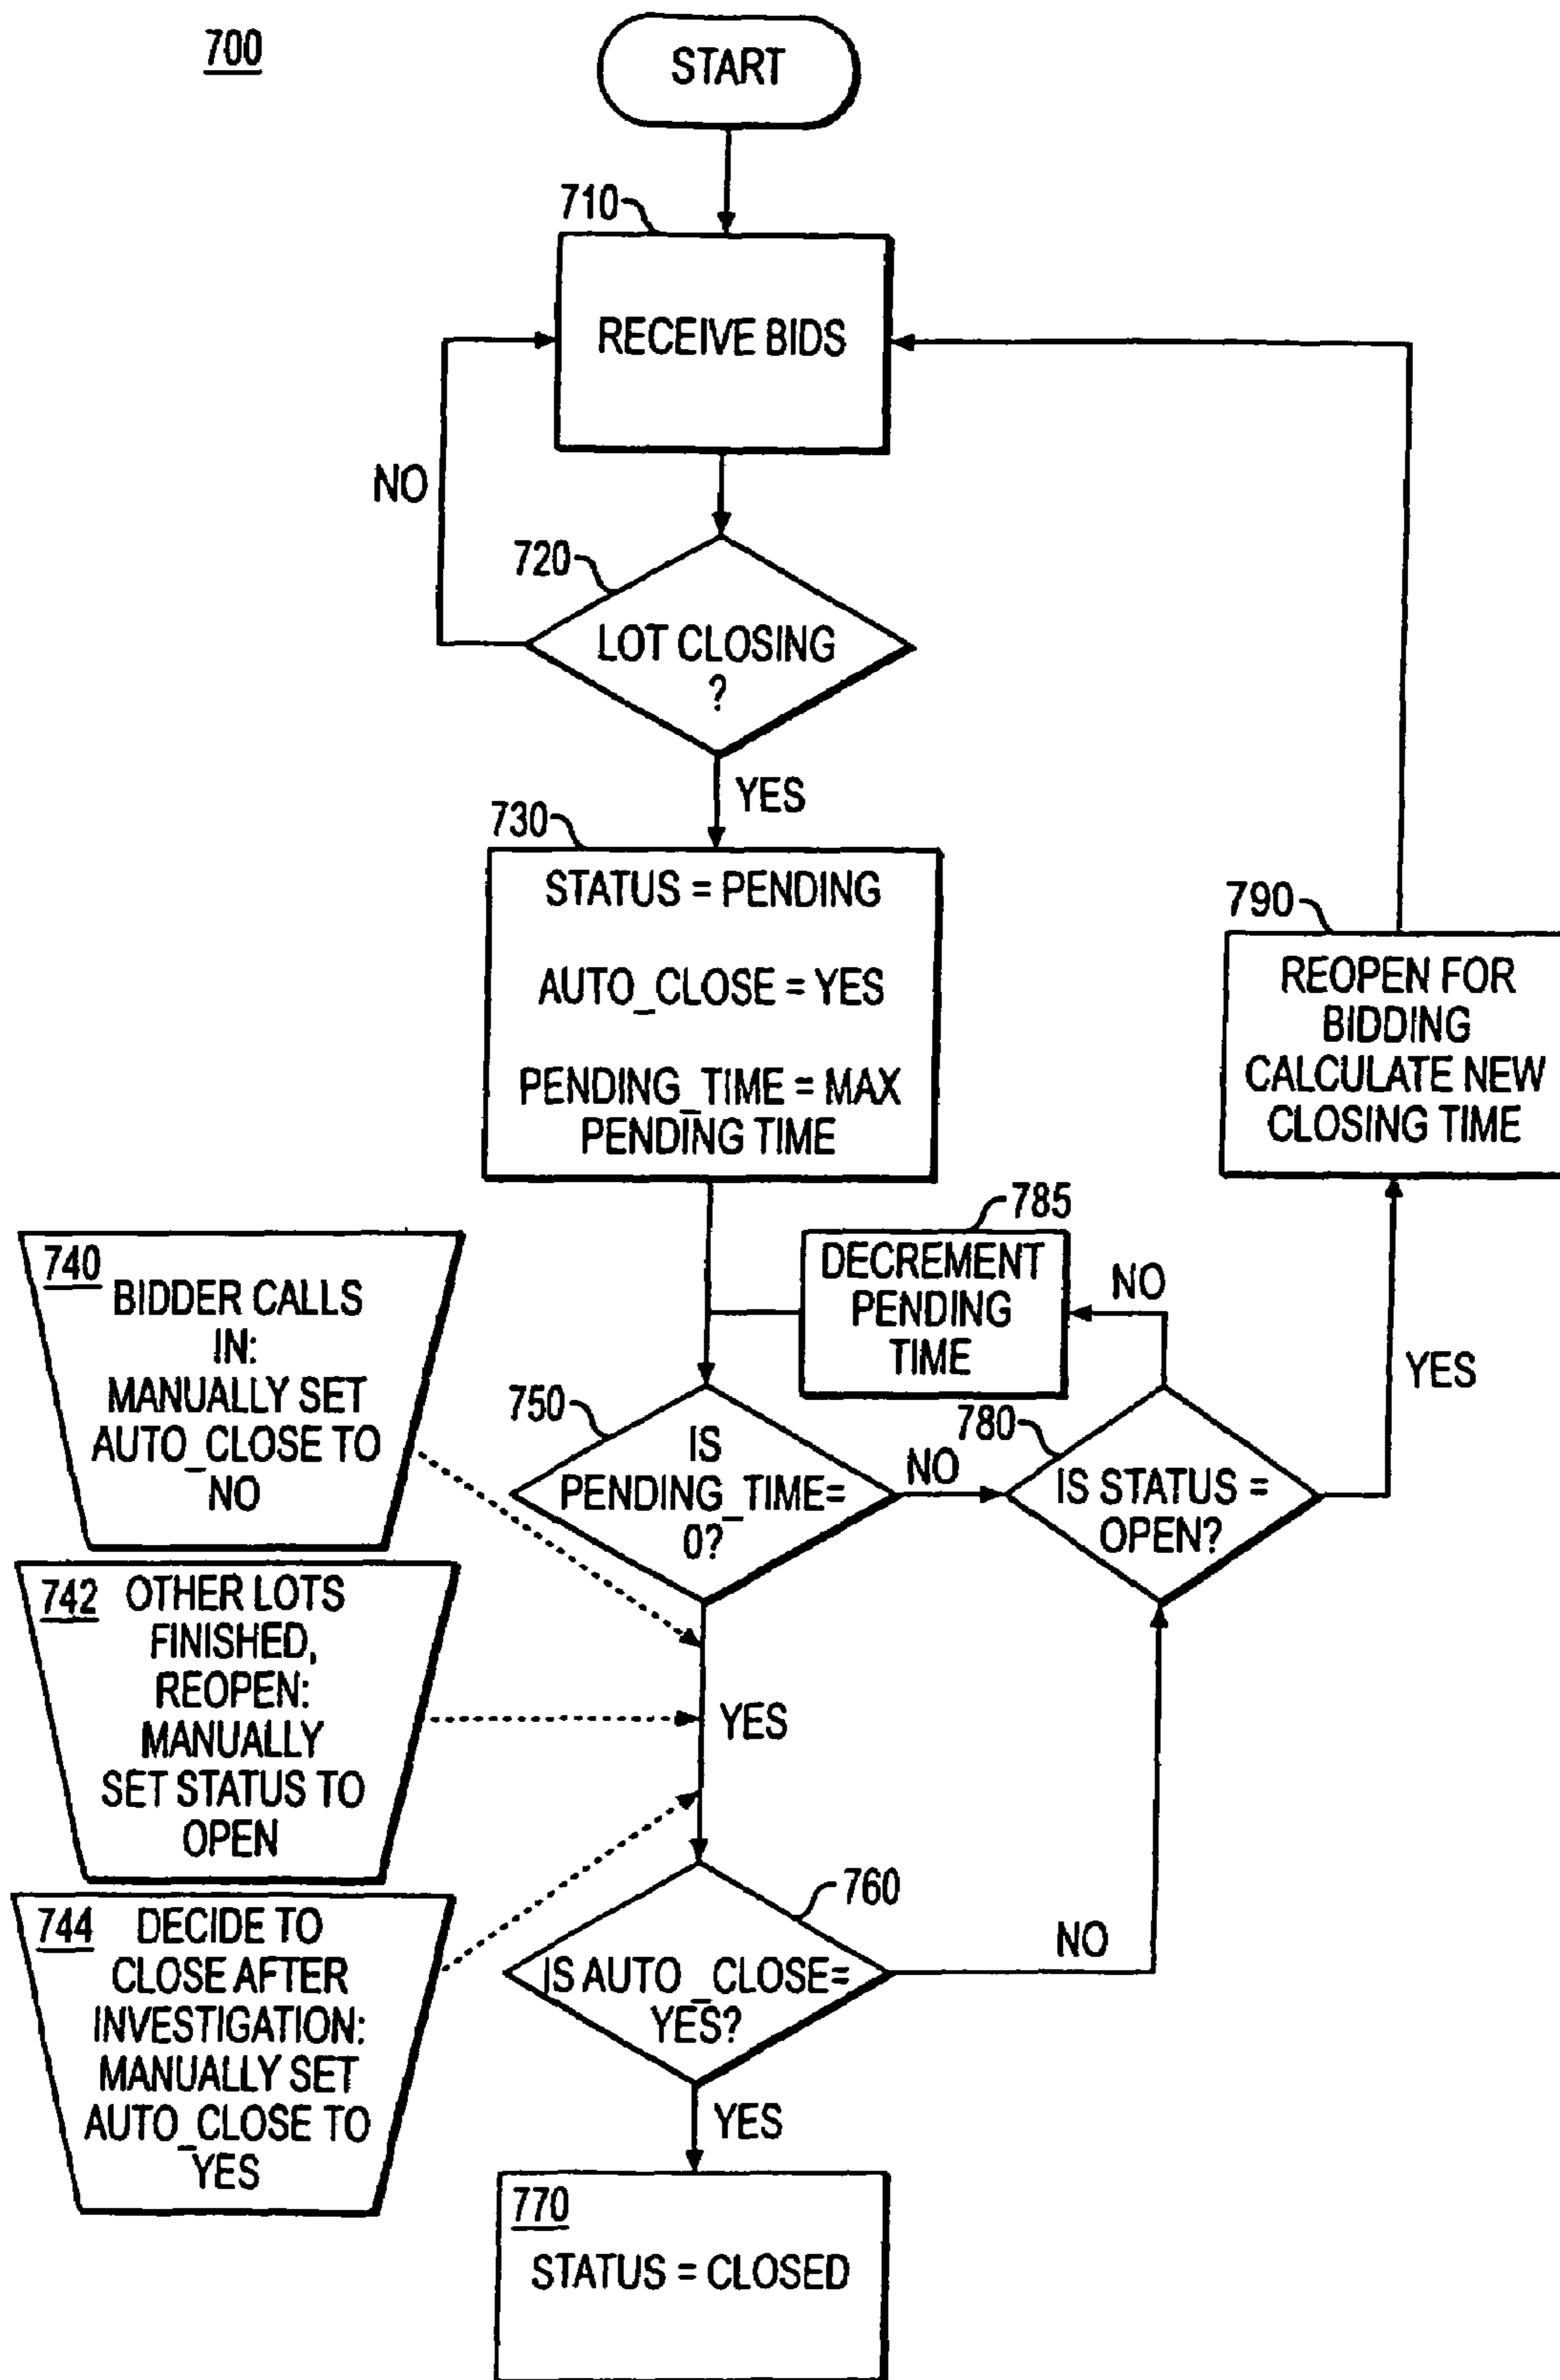 700
START
710
RECEIVE BIDS
NO
720
LOT CLOSING
?
YES
730
STATUS = PENDING
AUTO_CLOSE = YES
PENDING_TIME = MAX
PENDING TIME
790
REOPEN FOR
BIDDING
CALCULATE NEW
CLOSING TIME
785
DECREMENT
PENDING
TIME
NO
YES
740
BIDDER CALLS
IN:
MANUALLY SET
AUTO_CLOSE TO
NO
750
IS
PENDING_TIME=
0?
NO
780
IS STATUS =
OPEN?
742
OTHER LOTS
FINISHED,
REOPEN:
MANUALLY
SET STATUS TO
OPEN
YES
744
DECIDE TO
CLOSE AFTER
INVESTIGATION:
MANUALLY SET
AUTO_CLOSE TO
YES
760
IS AUTO_CLOSE=
YES?
NO
YES
770
STATUS = CLOSED